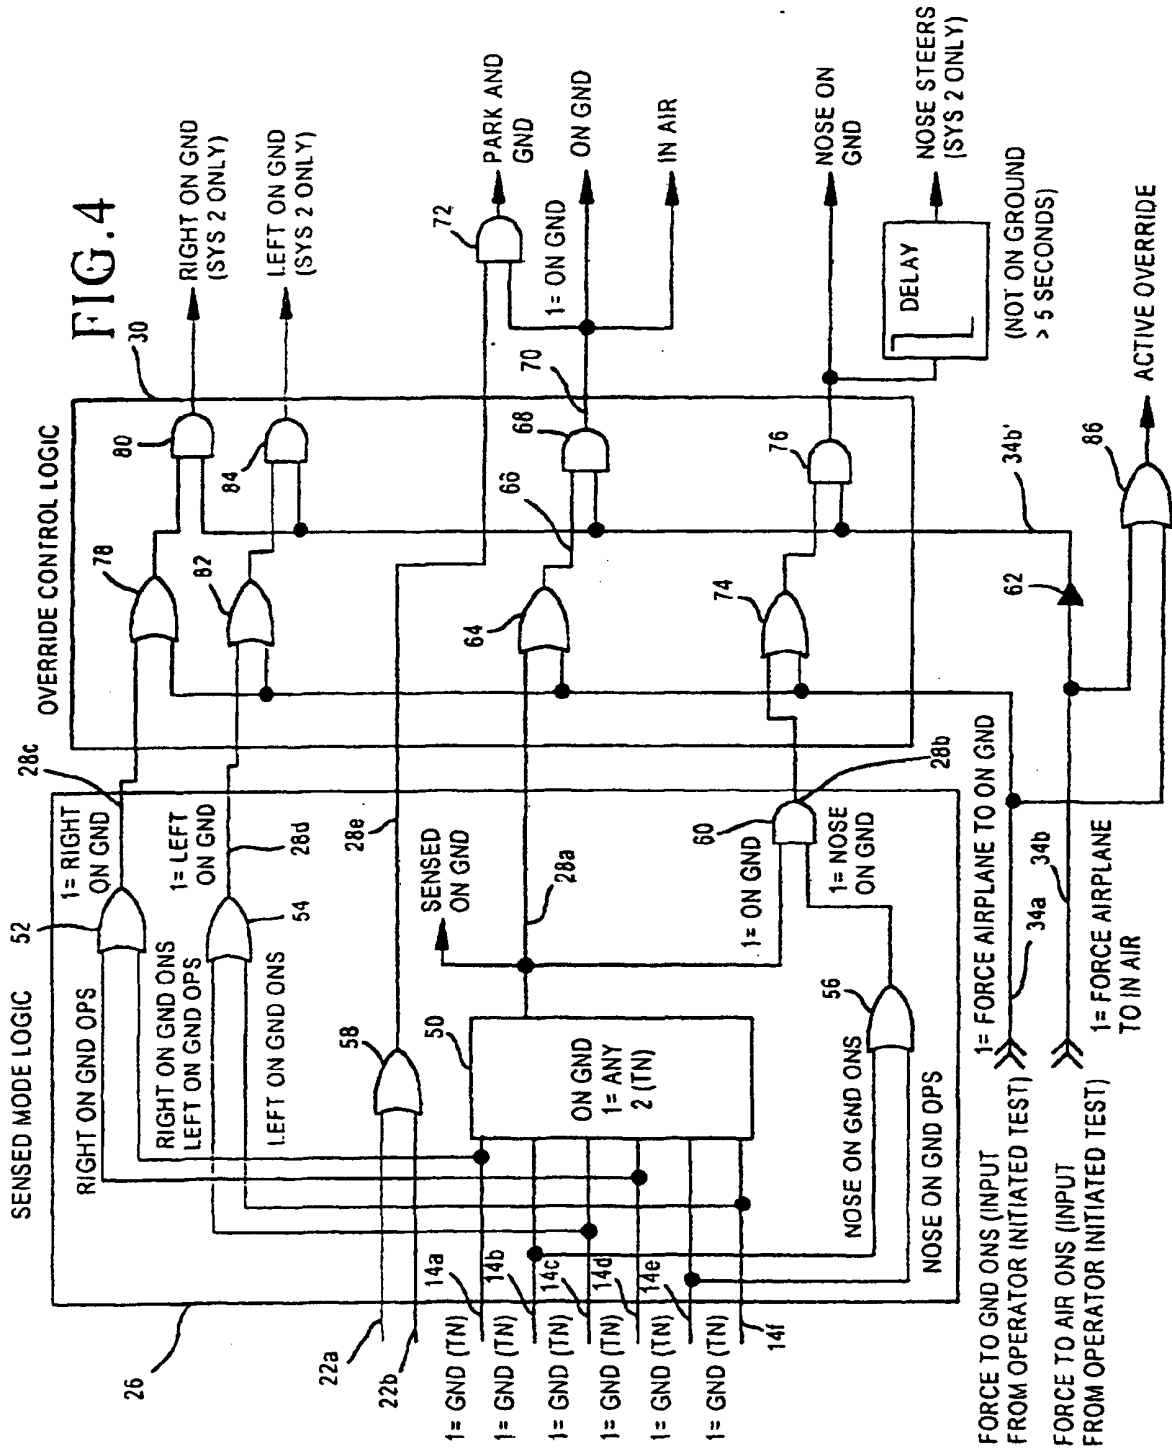 FIG.4
SENSED MODE LOGIC
OVERRIDE CONTROL LOGIC
30
26
52
RIGHT ON GND OPS
1= RIGHT
ON GND
28c
78
80
RIGHT ON GND
(SYS 2 ONLY)
RIGHT ON GND ONS
LEFT ON GND OPS
LEFT ON GND ONS
54
1= LEFT
ON GND
28d
82
84
LEFT ON GND
(SYS 2 ONLY)
22a
22b
58
28e
72
PARK AND
GND
SENSED
ON GND
1= GND (TN)
14a
1= GND (TN)
14b
1= GND (TN)
14c
1= GND (TN)
14d
1= GND (TN)
14e
1= GND (TN)
14f
50
ON GND
1= ANY
2 (TN)
28a
64
66
68
70
1= ON GND
ON GND
IN AIR
1= ON GND
60
28b
1= NOSE
ON GND
56
NOSE ON GND ONS
NOSE ON GND OPS
74
76
NOSE ON
GND
DELAY
NOSE STEERS
(SYS 2 ONLY)
(NOT ON GROUND
> 5 SECONDS)
FORCE TO GND ONS (INPUT
FROM OPERATOR INITIATED TEST)
1= FORCE AIRPLANE TO ON GND
34a
FORCE TO AIR ONS (INPUT
FROM OPERATOR INITIATED TEST)
34b
1= FORCE AIRPLANE
TO IN AIR
62
34b'
86
ACTIVE OVERRIDE